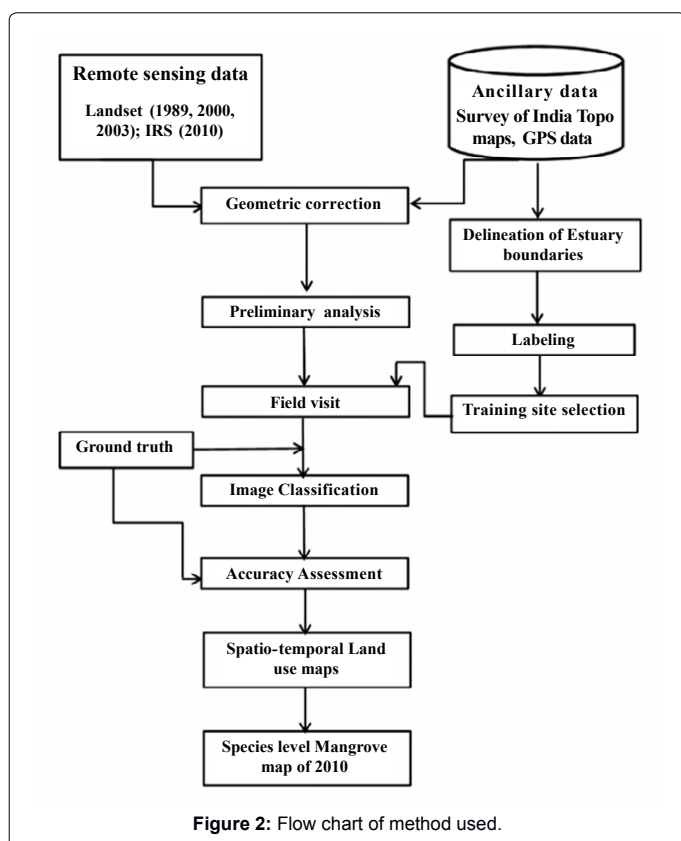 Remote sensing data
Landset (1989, 2000,
2003); IRS (2010)
Ancillary data
Survey of India Topo
maps, GPS data
Geometric correction
Delineation of Estuary
boundaries
Preliminary analysis
Labeling
Field visit
Training site selection
Ground truth
Image Classification
Accuracy Assessment
Spatio-temporal Land
use maps
Species level Mangrove
map of 2010
Figure 2: Flow chart of method used.